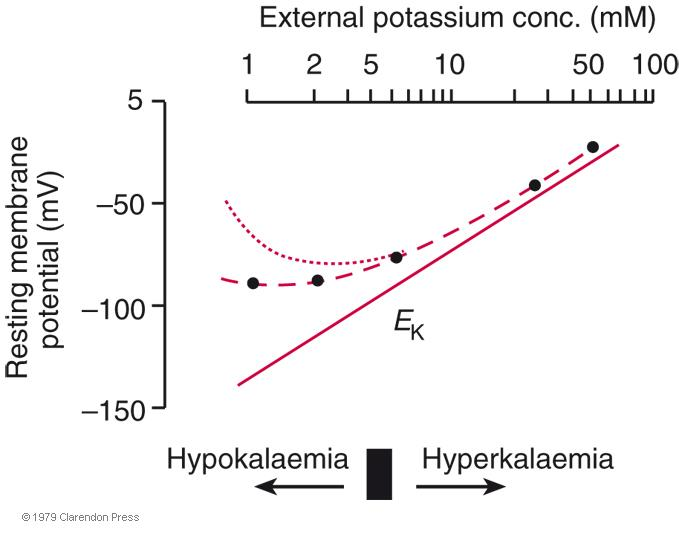 External potassium conc. (mM)
1 2 5 10 50 100
5
–50
–100
–150
Resting membrane
potential (mV)
EK
Hypokalaemia Hyperkalaemia
© 1979 Clarendon Press